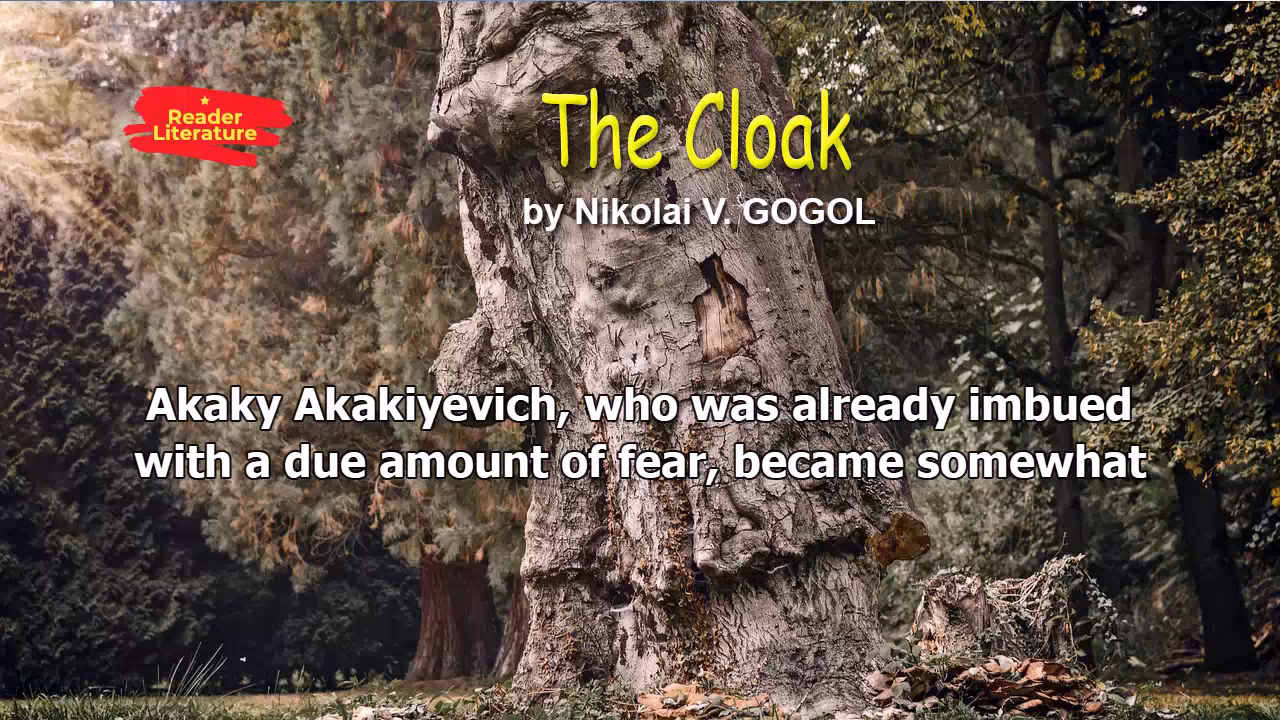 Reader
Literature
The Cloak
by Nikolai V. GOGOL
Akaky Akakiyevich, who was already imbued
with a due amount of fear, became somewhat